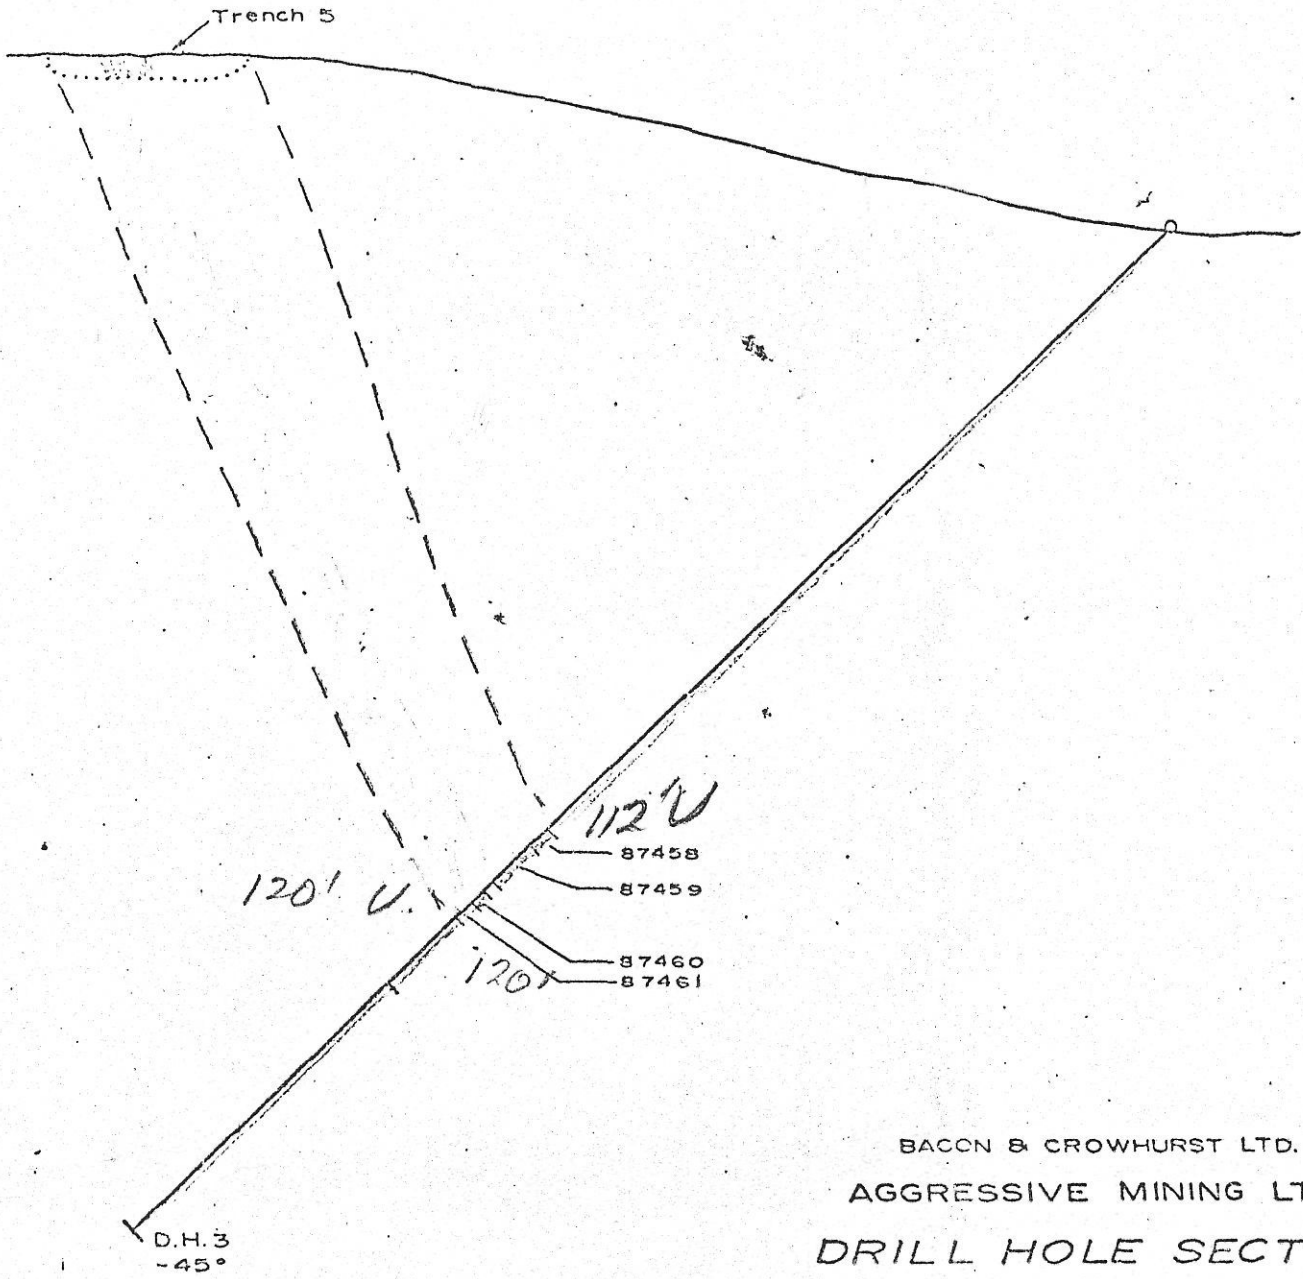 Trench 5
112' U
87458
87459
120' U.
87460
120'
87461
D.H. 3
-45°
BACON & CROWHURST LTD.
AGGRESSIVE MINING LT
DRILL HOLE SECT